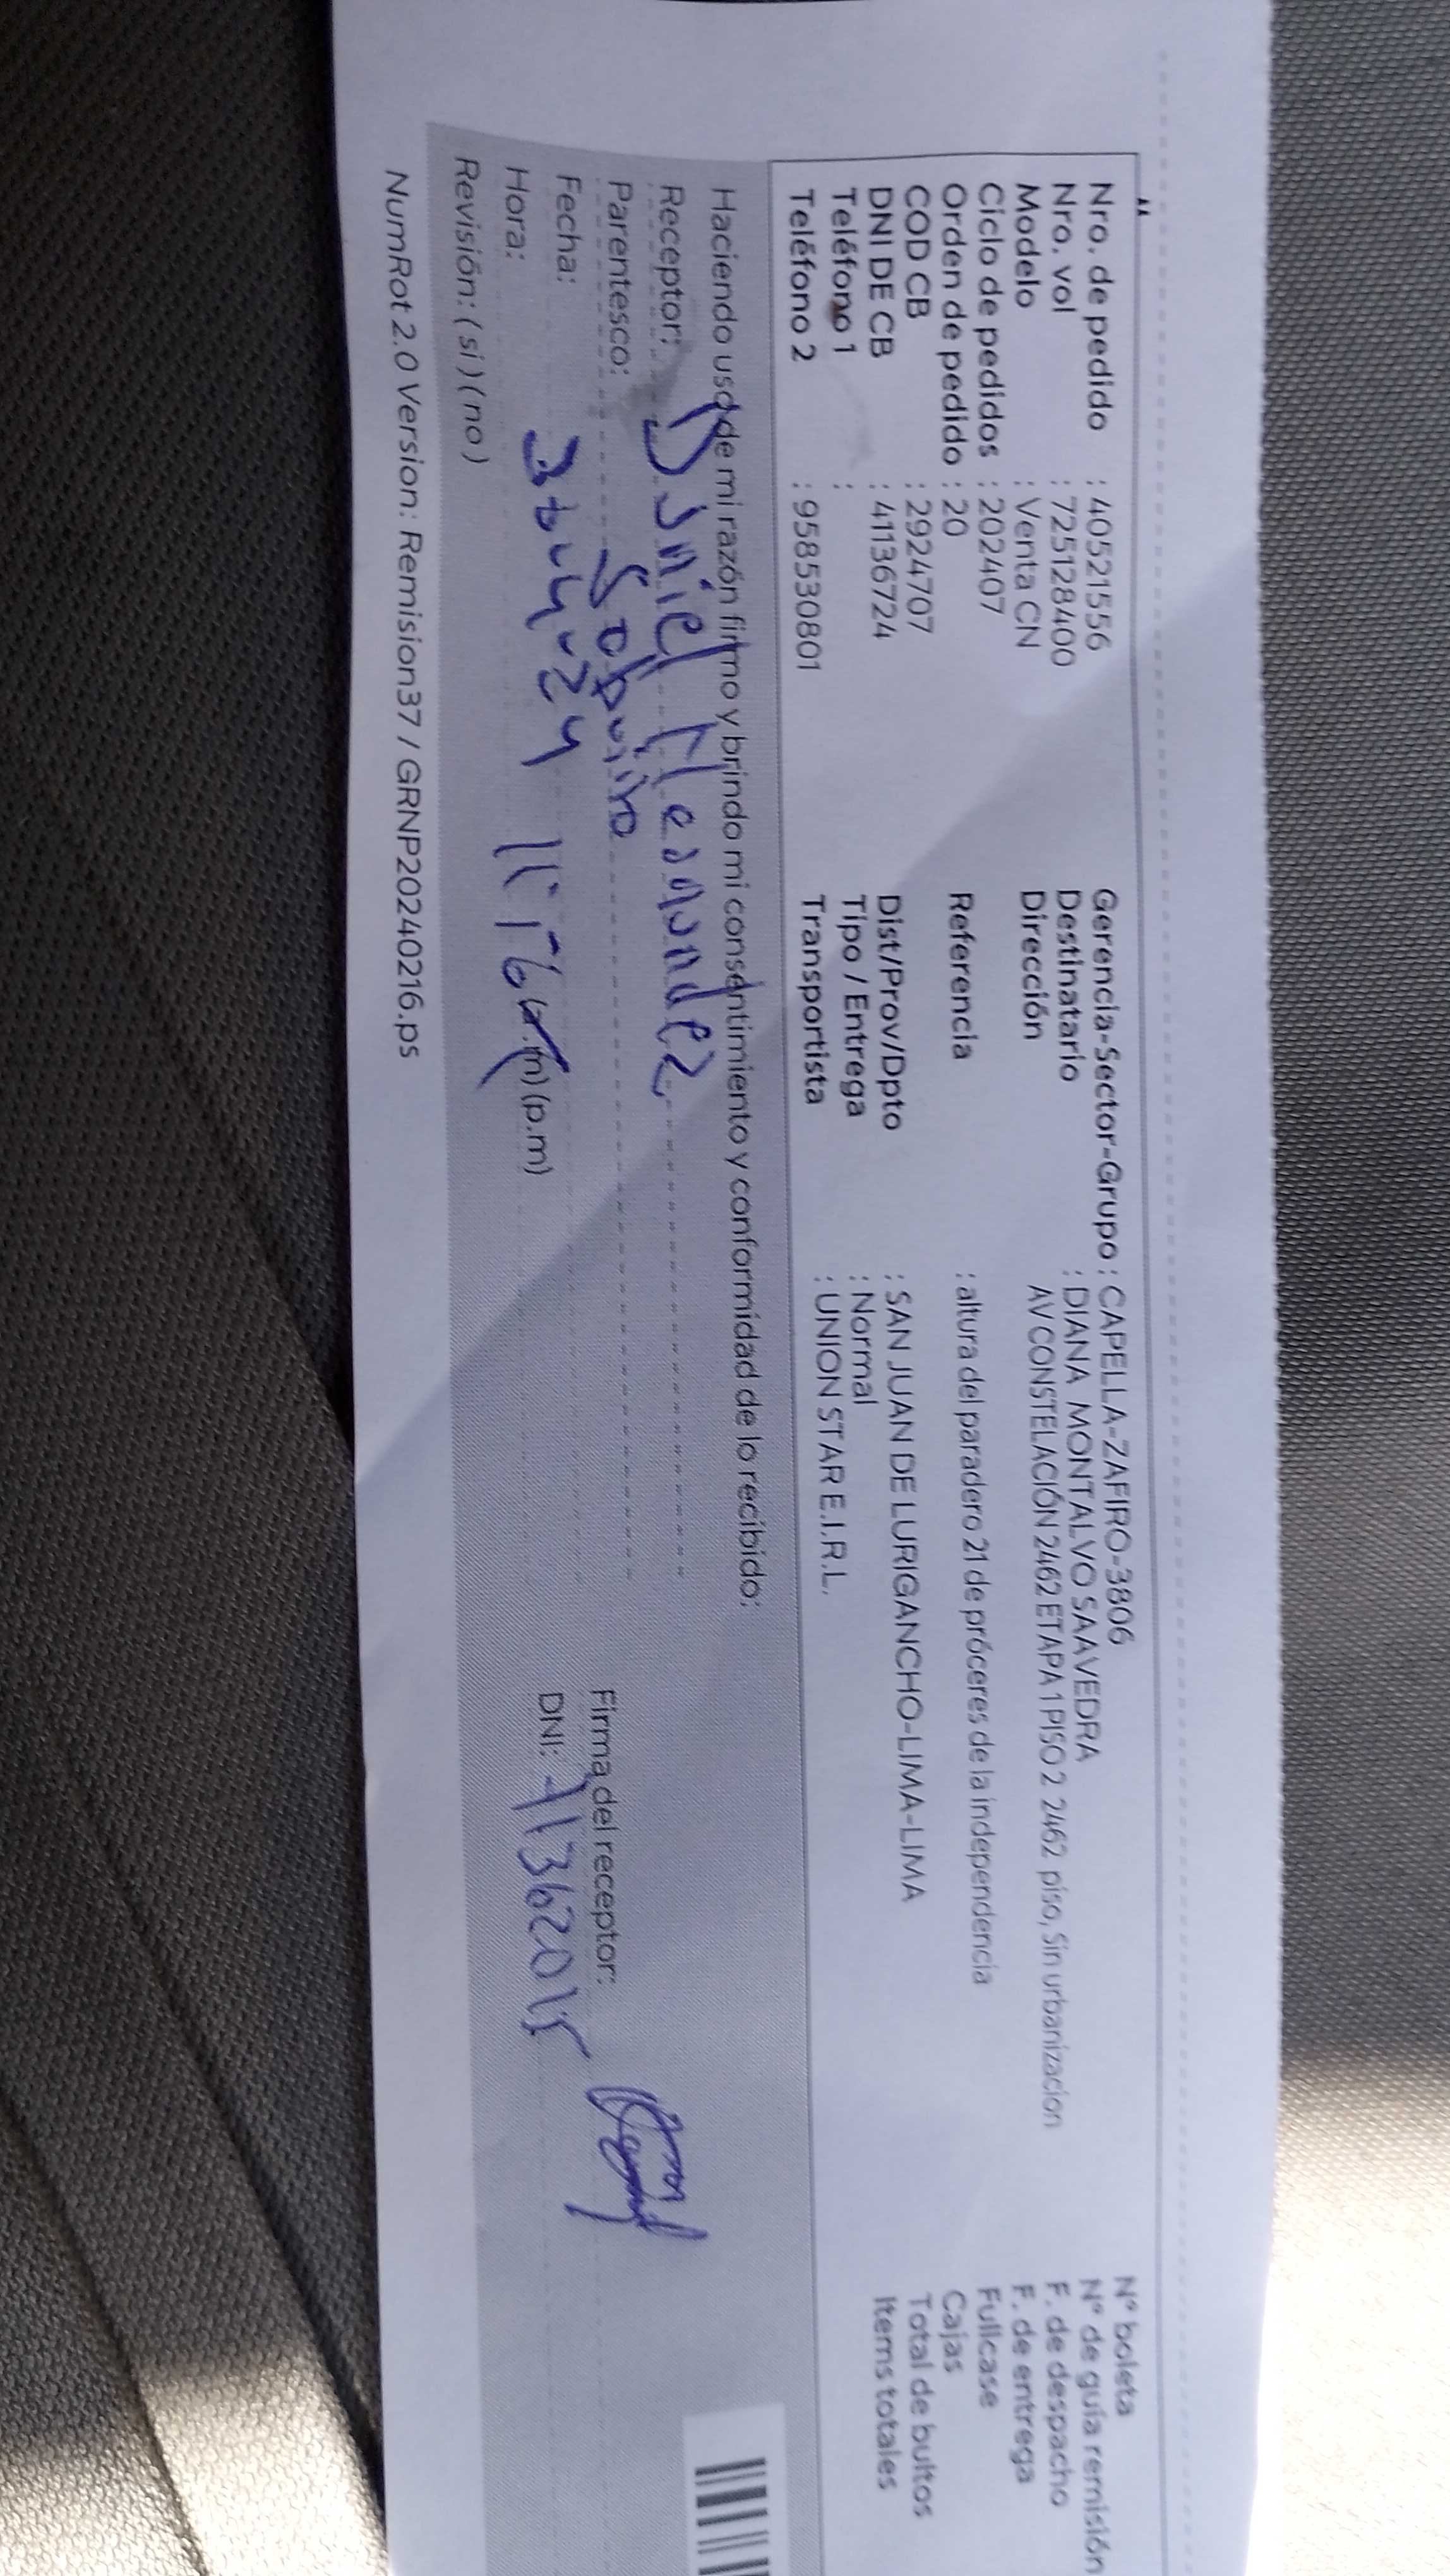 Nro. de pedido : 40521556
Nro. vol : 725128400
Modelo : Venta CN
Ciclo de pedidos : 202407
Orden de pedido : 20
COD CB : 2924707
DNI DE CB : 41136724
Teléfono 1 :
Teléfono 2 : 958530801
Gerencia-Sector-Grupo : CAPELLA-ZAFIRO-3806
Destinatario : DIANA MONTALVO SAAVEDRA
Dirección AV CONSTELACIÓN 2462 ETAPA 1 PISO 2 2462 piso, Sin urbanizacion
Referencia : altura del paradero 21 de próceres de la independencia
Dist/Prov/Dpto : SAN JUAN DE LURIGANCHO-LIMA-LIMA
Tipo / Entrega : Normal
Transportista : UNION STAR E.I.R.L.
N° boleta
N° de guía remisión
F. de despacho
F. de entrega
Fullcase
Cajas
Total de bultos
Items totales
Haciendo uso de mi razón firmo y brindo mi consentimiento y conformidad de lo recibido:
Receptor: Daniel
Parentesco: Sobrino
Fecha:
Hora: (a.m) (p.m)
Revisión: ( si ) ( no )
Firma del receptor:
DNI:
NumRot 2.0 Version: Remision37 / GRNP20240216.ps